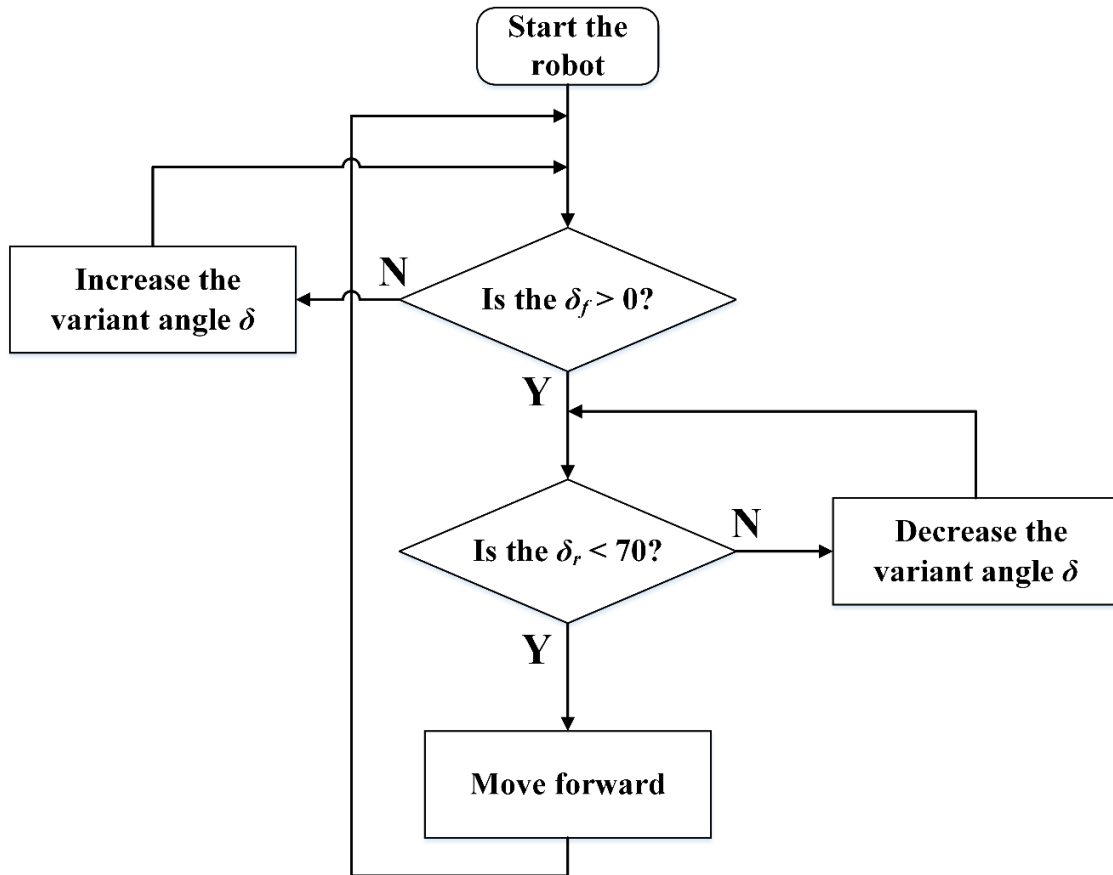 Start the
robot
Increase the
variant angle δ
N
Is the δf > 0?
Y
Is the δr < 70?
N
Decrease the
variant angle δ
Y
Move forward